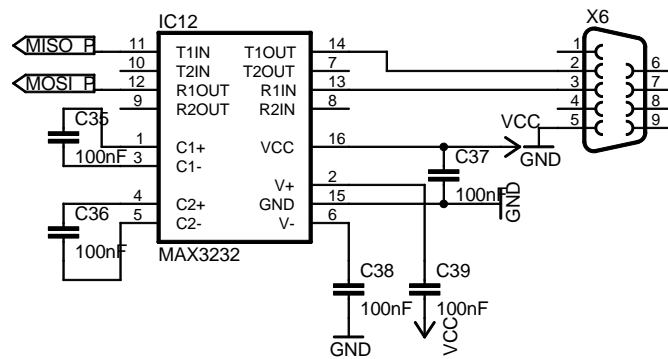 IC12
X6
MISO_P
11
T1IN
T1OUT
14
1
10
T2IN
T2OUT
7
2
6
MOSI_P
12
R1OUT
R1IN
13
3
7
9
R2OUT
R2IN
8
4
8
C35
100nF
1
C1+
VCC
16
VCC
5
9
3
C1-
GND
C37
100nF
V+
2
4
C2+
GND
15
GND
C36
100nF
5
C2-
V-
6
MAX3232
C38
100nF
C39
100nF
GND
VCC